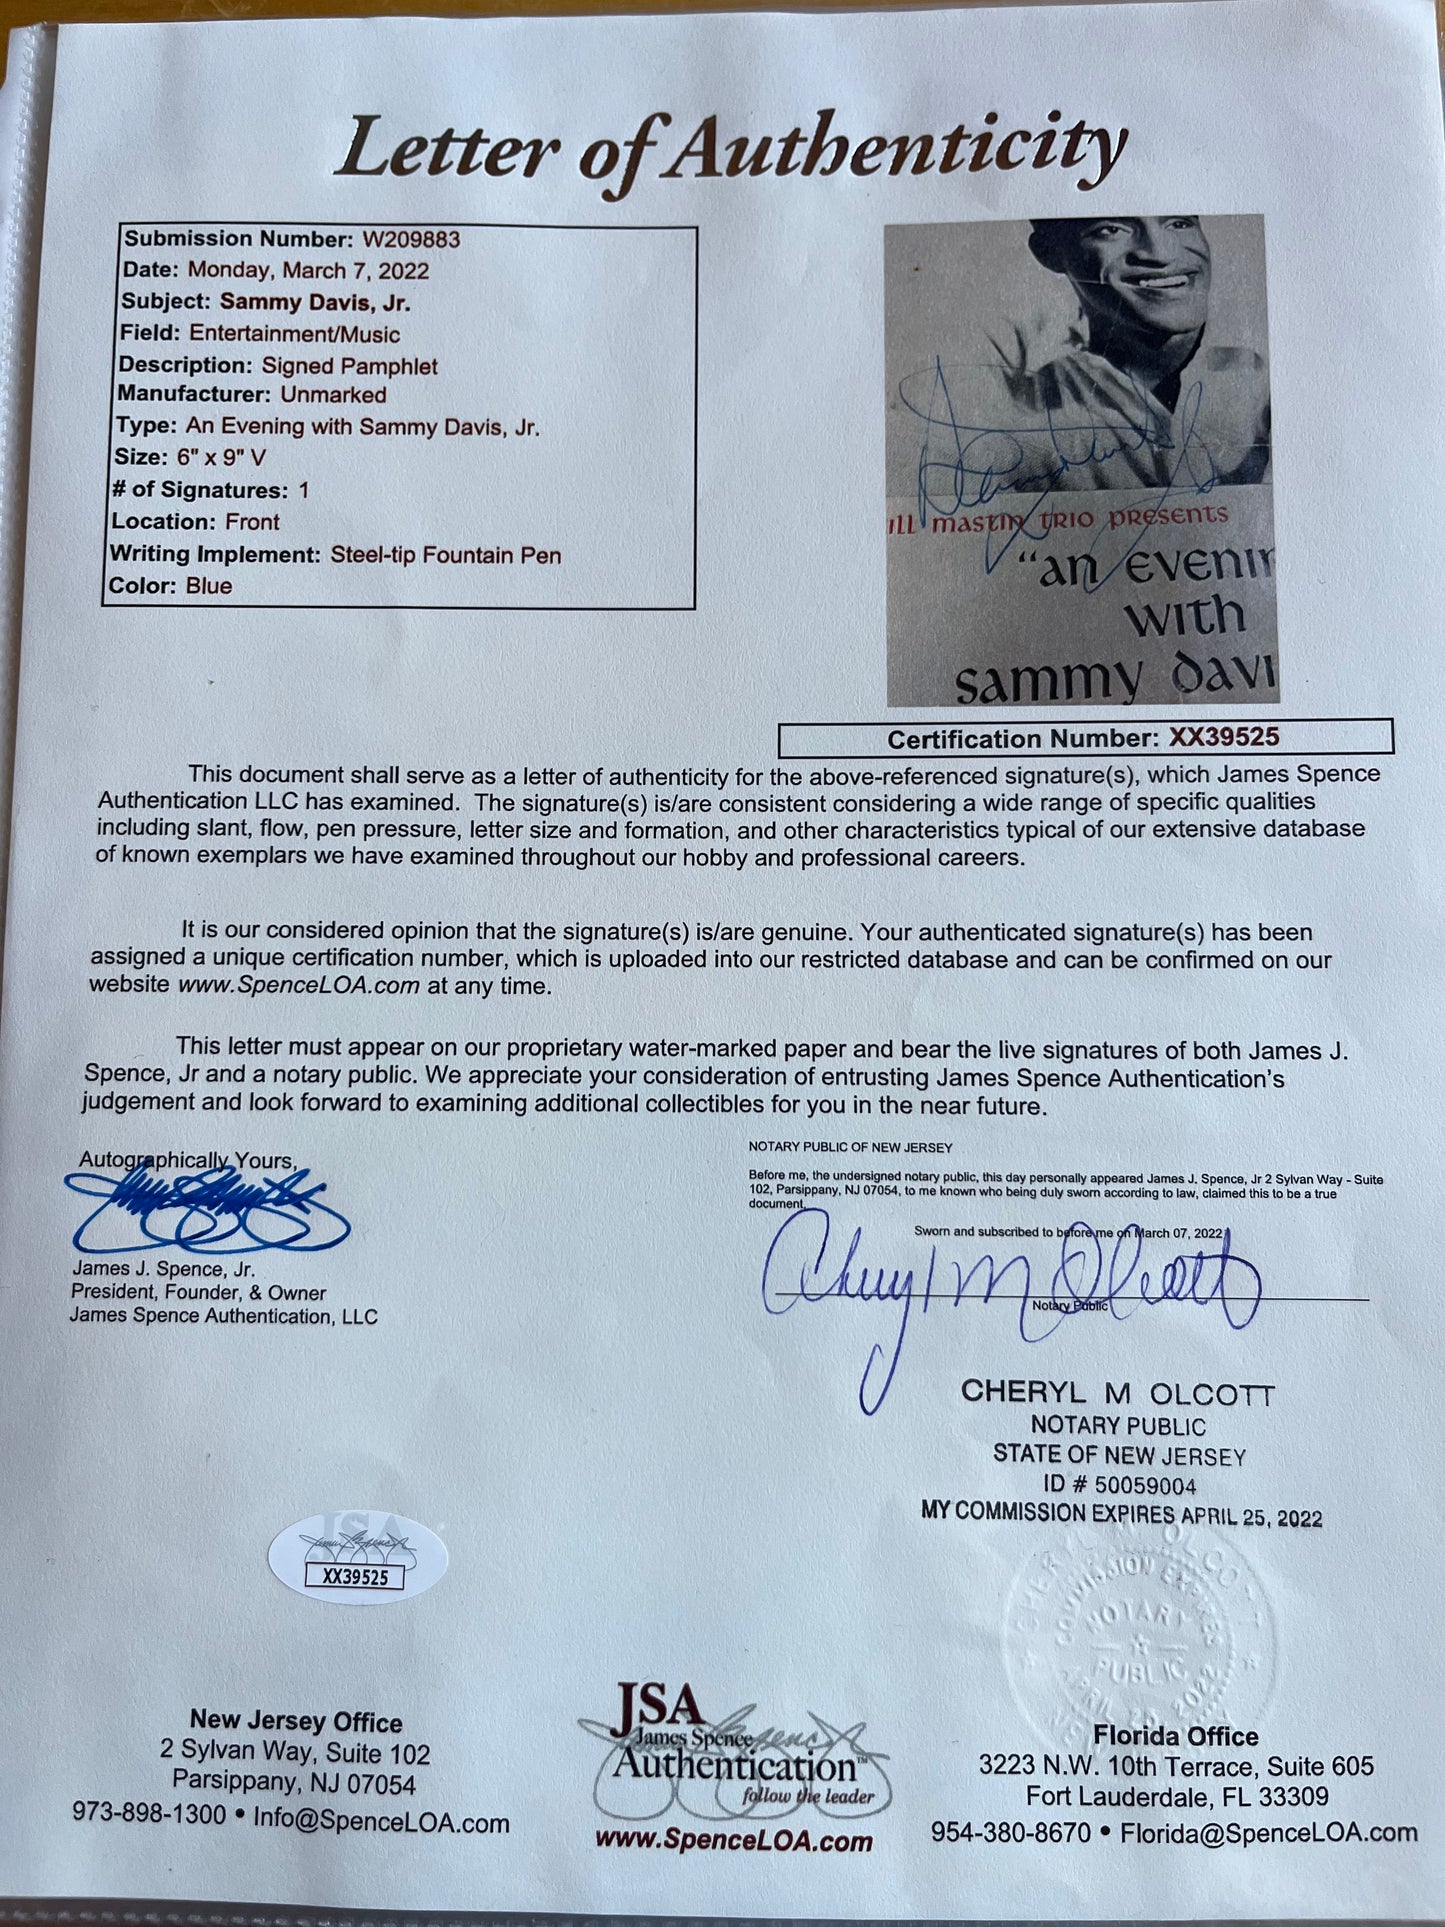 Letter of Authenticity
Submission Number: W209883
Date: Monday, March 7, 2022
Subject: Sammy Davis, Jr.
Field: Entertainment/Music
Description: Signed Pamphlet
Manufacturer: Unmarked
Type: An Evening with Sammy Davis, Jr.
Size: 6" x 9" V
# of Signatures: 1
Location: Front
Writing Implement: Steel-tip Fountain Pen
Color: Blue
ill mastin trio presents
"an evenin
with
sammy davi
Certification Number: XX39525
This document shall serve as a letter of authenticity for the above-referenced signature(s), which James Spence
Authentication LLC has examined. The signature(s) is/are consistent considering a wide range of specific qualities
including slant, flow, pen pressure, letter size and formation, and other characteristics typical of our extensive database
of known exemplars we have examined throughout our hobby and professional careers.
It is our considered opinion that the signature(s) is/are genuine. Your authenticated signature(s) has been
assigned a unique certification number, which is uploaded into our restricted database and can be confirmed on our
website www.SpenceLOA.com at any time.
This letter must appear on our proprietary water-marked paper and bear the live signatures of both James J.
Spence, Jr and a notary public. We appreciate your consideration of entrusting James Spence Authentication's
judgement and look forward to examining additional collectibles for you in the near future.
Autographically Yours,
James J. Spence, Jr.
President, Founder, & Owner
James Spence Authentication, LLC
NOTARY PUBLIC OF NEW JERSEY
Before me, the undersigned notary public, this day personally appeared James J. Spence, Jr 2 Sylvan Way - Suite
102, Parsippany, NJ 07054, to me known who being duly sworn according to law, claimed this to be a true
document.
Sworn and subscribed to before me on March 07, 2022
Cheryl M Olcott
Notary Public
CHERYL M OLCOTT
NOTARY PUBLIC
STATE OF NEW JERSEY
ID # 50059004
MY COMMISSION EXPIRES APRIL 25, 2022
CHERYL M OLCOTT
COMMISSION EXPIRES
NOTARY
PUBLIC
APRIL 25, 2022
JSA
XX39525
New Jersey Office
2 Sylvan Way, Suite 102
Parsippany, NJ 07054
973-898-1300 • Info@SpenceLOA.com
JSA
James Spence
Authentication™
follow the leader
www.SpenceLOA.com
Florida Office
3223 N.W. 10th Terrace, Suite 605
Fort Lauderdale, FL 33309
954-380-8670 • Florida@SpenceLOA.com